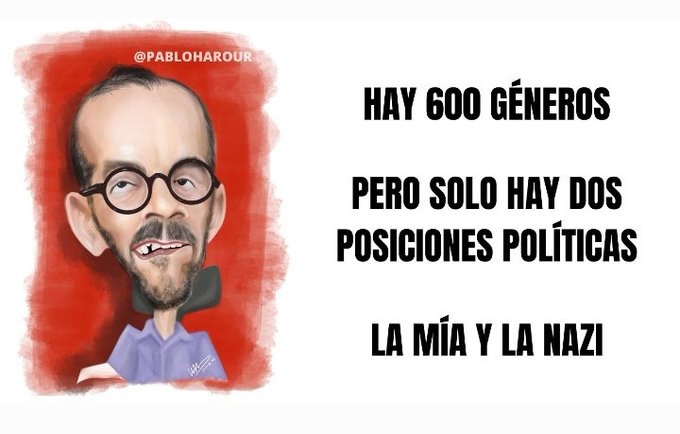 @PABLOHAROUR
HAY 600 GÉNEROS
PERO SOLO HAY DOS
POSICIONES POLÍTICAS
LA MÍA Y LA NAZI